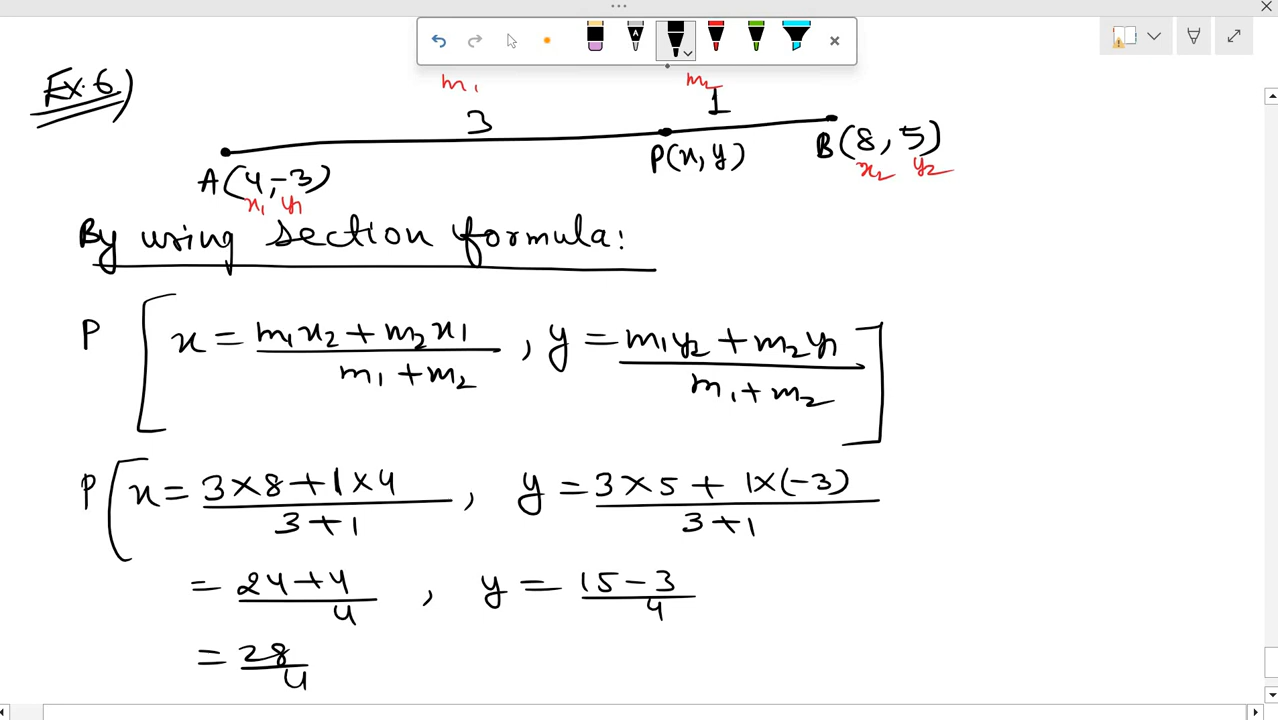 Ex.6)
m₁ m₂
3 1
A(4,-3) P(x,y) B(8,5)
x₁ y₁ x₂ y₂
By using section formula:
P [x = m₁x₂ + m₂x₁ / m₁ + m₂ , y = m₁y₂ + m₂y₁ / m₁ + m₂]
P (x = 3×8+1×4 / 3+1 , y = 3×5 + 1×(-3) / 3+1
= 24+4 / 4 , y = 15-3 / 4
= 28 / 4